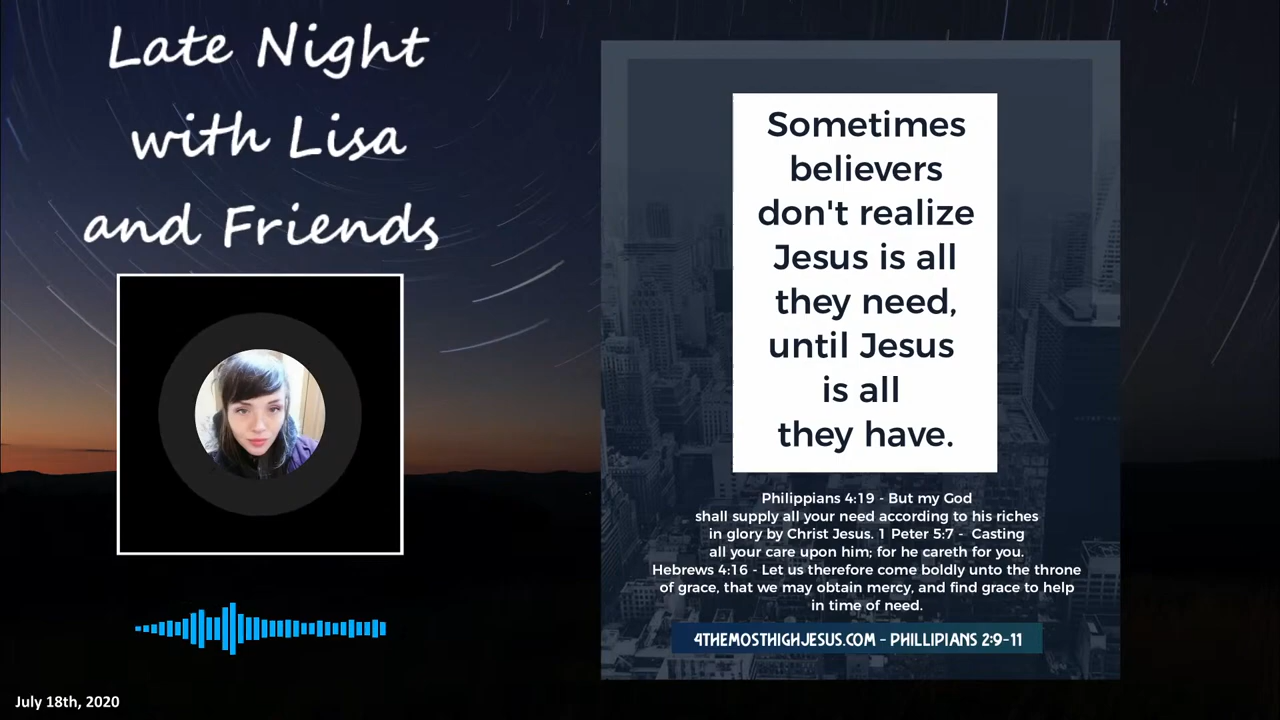 Late Night
with Lisa
and Friends
Sometimes
believers
don't realize
Jesus is all
they need,
until Jesus
is all
they have.
Philippians 4:19 - But my God
shall supply all your need according to his riches
in glory by Christ Jesus. 1 Peter 5:7 - Casting
all your care upon him; for he careth for you.
Hebrews 4:16 - Let us therefore come boldly unto the throne
of grace, that we may obtain mercy, and find grace to help
in time of need.
4THEMOSTHIGHJESUS.COM - PHILLIPIANS 2:9-11
July 18th, 2020